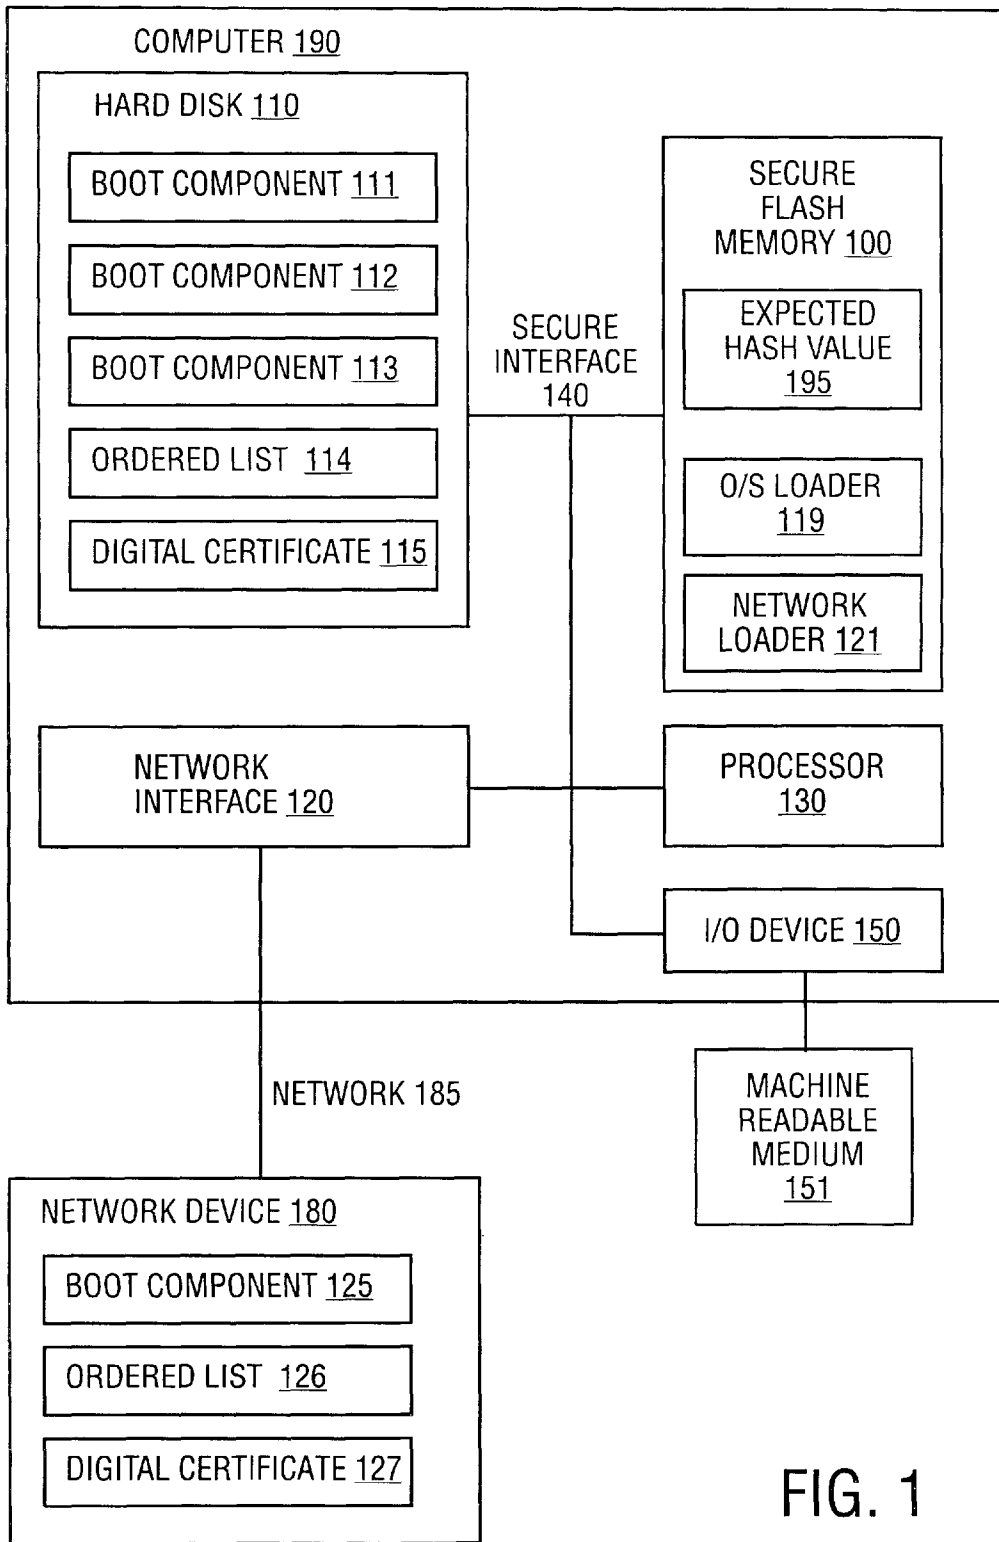 COMPUTER 190
HARD DISK 110
BOOT COMPONENT 111
BOOT COMPONENT 112
BOOT COMPONENT 113
ORDERED LIST 114
DIGITAL CERTIFICATE 115
SECURE
INTERFACE
140
SECURE
FLASH
MEMORY 100
EXPECTED
HASH VALUE
195
O/S LOADER
119
NETWORK
LOADER 121
NETWORK
INTERFACE 120
PROCESSOR
130
I/O DEVICE 150
NETWORK 185
MACHINE
READABLE
MEDIUM
151
NETWORK DEVICE 180
BOOT COMPONENT 125
ORDERED LIST 126
DIGITAL CERTIFICATE 127
FIG. 1